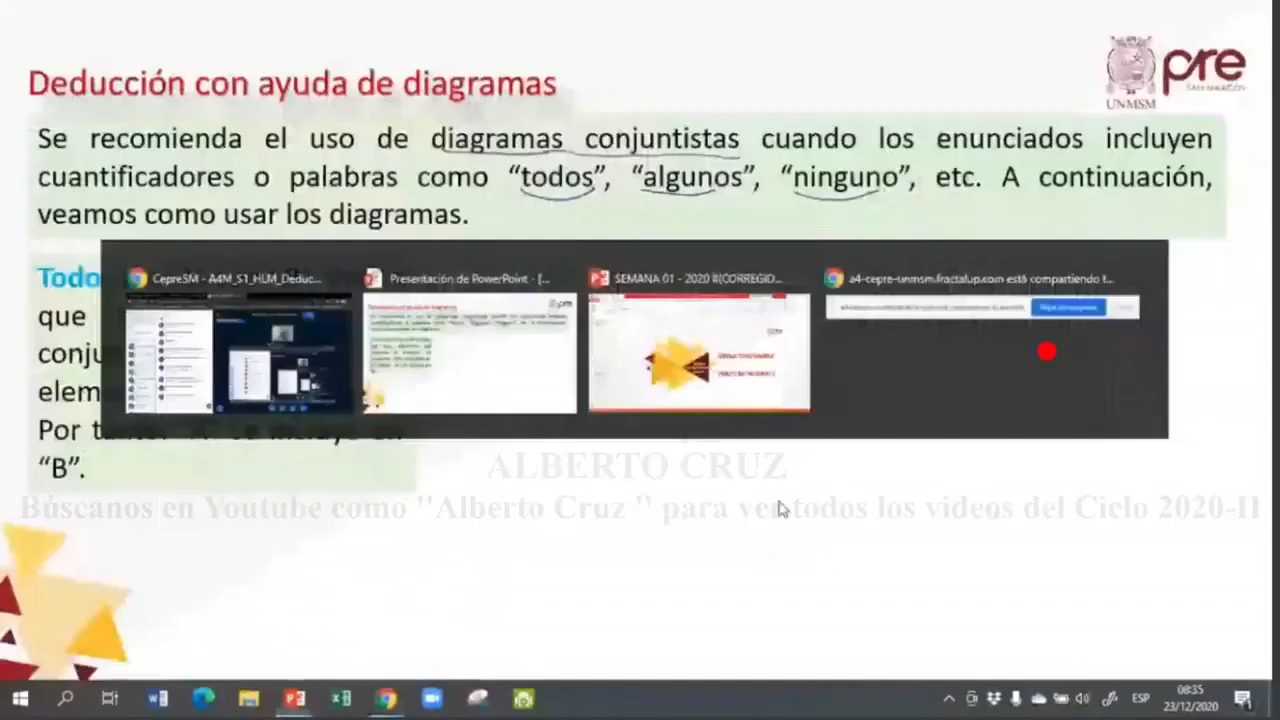 Deducción con ayuda de diagramas
UNMSM
pre
Se recomienda el uso de diagramas conjuntistas cuando los enunciados incluyen
cuantificadores o palabras como “todos”, “algunos”, “ninguno”, etc. A continuación,
veamos como usar los diagramas.
Todo
que
conju
elem
Por
“B”.
CepreSM - A4M_S1_HLM_Deduc...
Presentación de PowerPoint - [...
SEMANA 01 - 2020 II[CORREGID...
a4-cepre-unmsm.fractalup.com está compartiendo t...
ALBERTO CRUZ
Búscanos en Youtube como "Alberto Cruz " para ver todos los videos del Ciclo 2020-II
ESP
08:35
23/12/2020